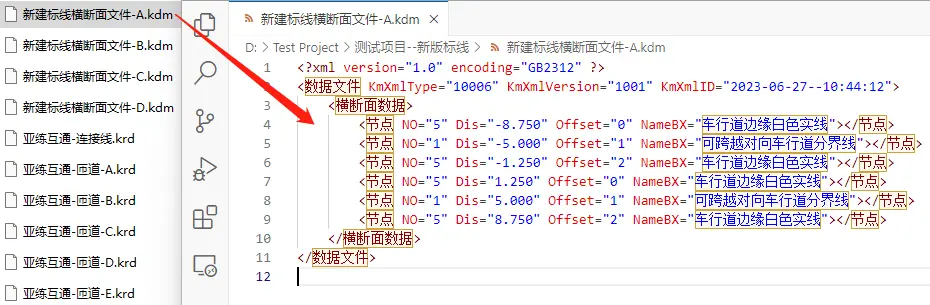 新建标线横断面文件-A.kdm
新建标线横断面文件-B.kdm
新建标线横断面文件-C.kdm
新建标线横断面文件-D.kdm
亚练互通-连接线.krd
亚练互通-匝道-A.krd
亚练互通-匝道-B.krd
亚练互通-匝道-C.krd
亚练互通-匝道-D.krd
亚练互通-匝道-E.krd
新建标线横断面文件-A.kdm ×
D: > Test Project > 测试项目--新版标线 > 新建标线横断面文件-A.kdm
1 <?xml version="1.0" encoding="GB2312" ?>
2 <数据文件 KmXmlType="10006" KmXmlVersion="1001" KmXmlID="2023-06-27--10:44:12">
3 <横断面数据>
4 <节点 NO="5" Dis="-8.750" Offset="0" NameBX="车行道边缘白色实线"></节点>
5 <节点 NO="1" Dis="-5.000" Offset="1" NameBX="可跨越对向车行道分界线"></节点>
6 <节点 NO="5" Dis="-1.250" Offset="2" NameBX="车行道边缘白色实线"></节点>
7 <节点 NO="5" Dis="1.250" Offset="0" NameBX="车行道边缘白色实线"></节点>
8 <节点 NO="1" Dis="5.000" Offset="1" NameBX="可跨越对向车行道分界线"></节点>
9 <节点 NO="5" Dis="8.750" Offset="2" NameBX="车行道边缘白色实线"></节点>
10 </横断面数据>
11 </数据文件>
12